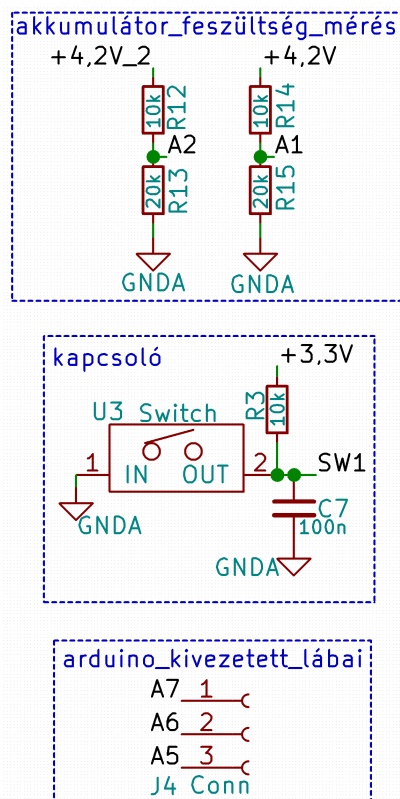 akkumulátor_feszültség_mérés
+4,2V_2 +4,2V
10k R12 10k R14
A2 A1
20k R13 20k R15
GNDA GNDA
kapcsoló
+3,3V
R3 10k
U3 Switch
1 IN OUT 2 SW1
GNDA C7
100n
GNDA
arduino_kivezetett_lábai
A7 1
A6 2
A5 3
J4 Conn